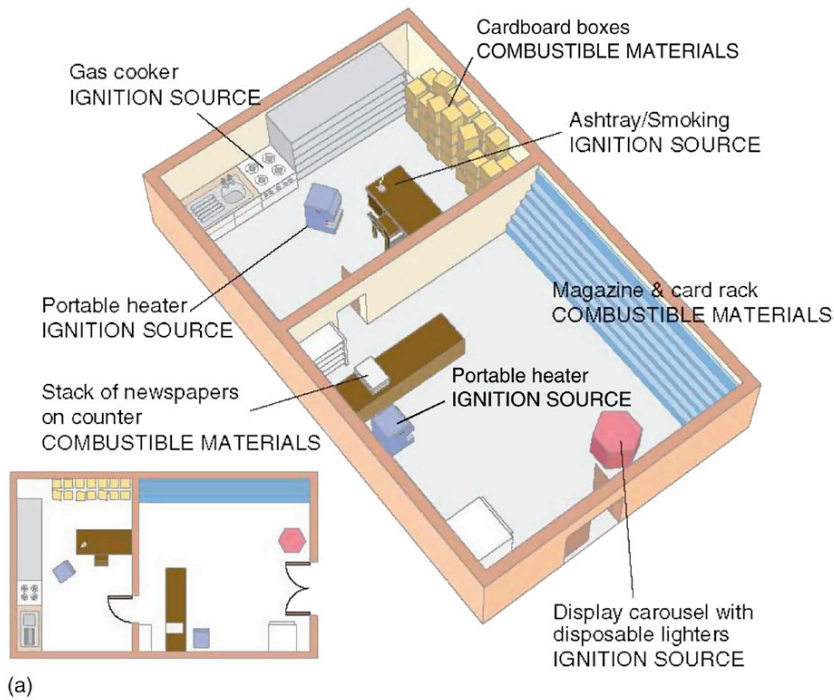 Cardboard boxes
COMBUSTIBLE MATERIALS
Gas cooker
IGNITION SOURCE
Ashtray/Smoking
IGNITION SOURCE
Magazine & card rack
COMBUSTIBLE MATERIALS
Portable heater
IGNITION SOURCE
Portable heater
IGNITION SOURCE
Stack of newspapers
on counter
COMBUSTIBLE MATERIALS
Display carousel with
disposable lighters
IGNITION SOURCE
(a)